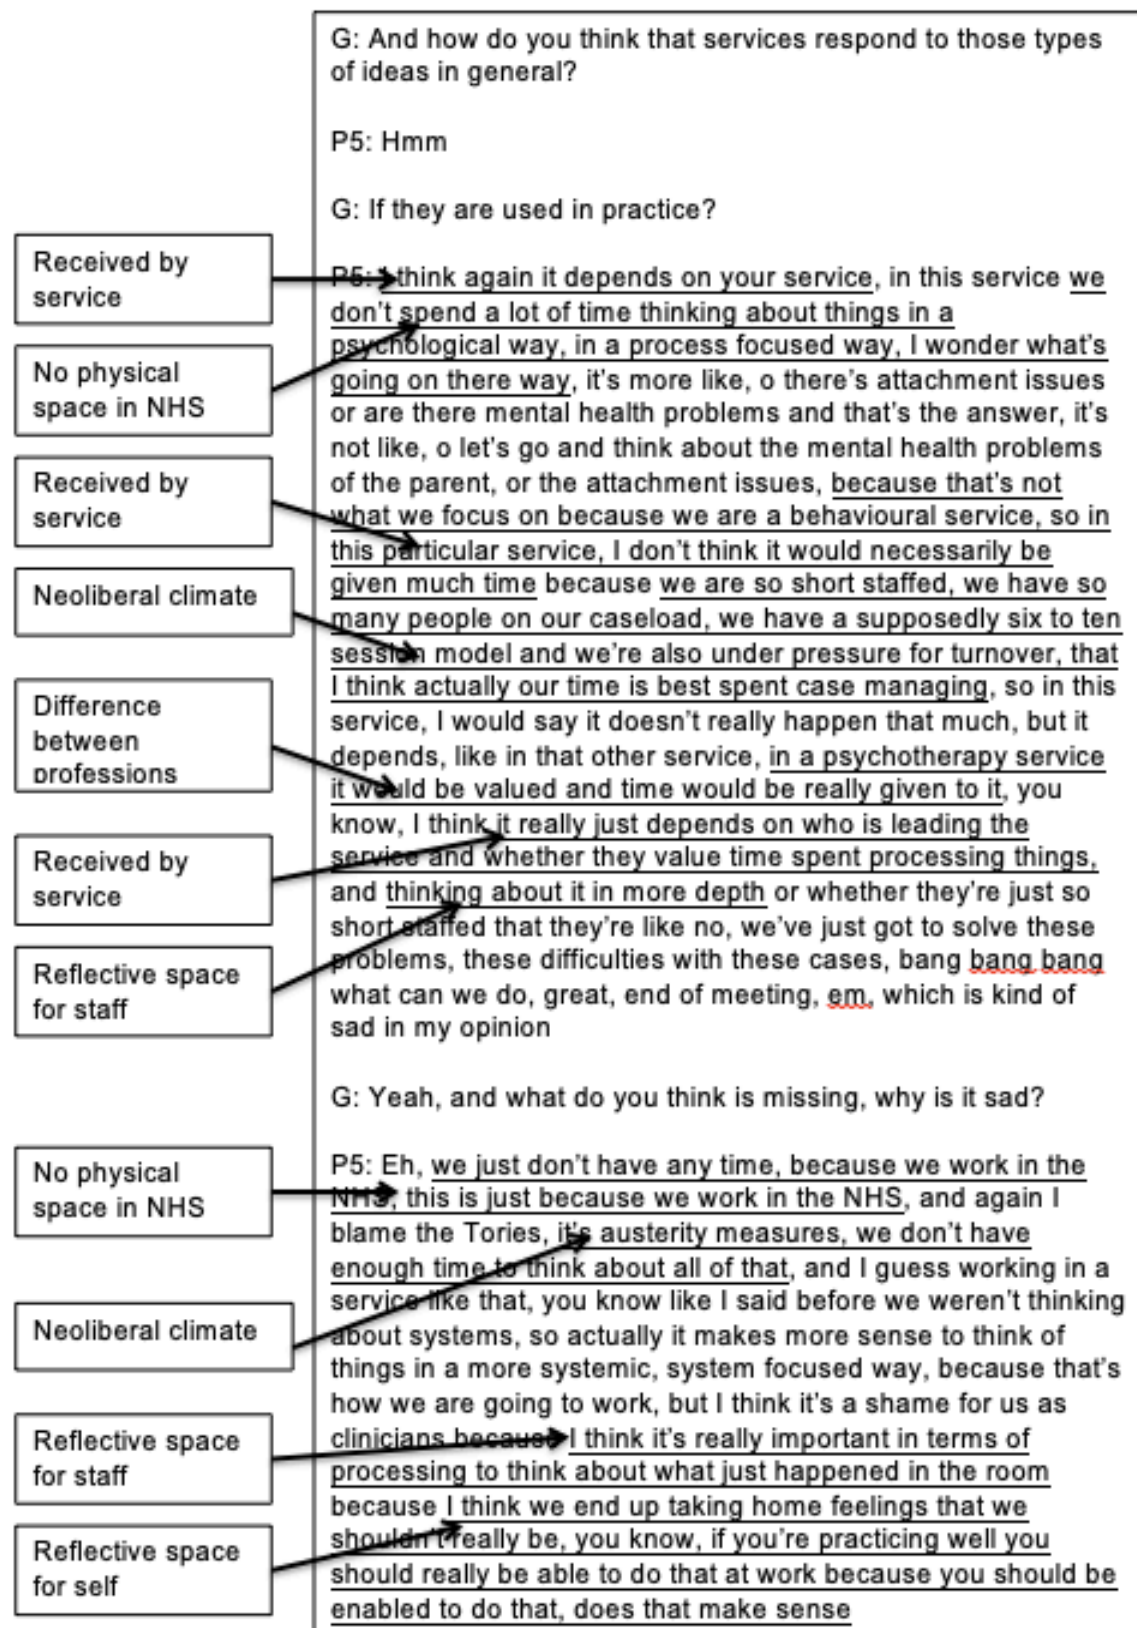 G: And how do you think that services respond to those types
of ideas in general?
P5: Hmm
G: If they are used in practice?
Received by
service
No physical
space in NHS
Received by
service
Neoliberal climate
Difference
between
professions
Received by
service
Reflective space
for staff
P5: I think again it depends on your service, in this service we
don't spend a lot of time thinking about things in a
psychological way, in a process focused way, I wonder what's
going on there way, it's more like, o there's attachment issues
or are there mental health problems and that's the answer, it's
not like, o let's go and think about the mental health problems
of the parent, or the attachment issues, because that's not
what we focus on because we are a behavioural service, so in
this particular service, I don't think it would necessarily be
given much time because we are so short staffed, we have so
many people on our caseload, we have a supposedly six to ten
session model and we're also under pressure for turnover, that
I think actually our time is best spent case managing, so in this
service, I would say it doesn't really happen that much, but it
depends, like in that other service, in a psychotherapy service
it would be valued and time would be really given to it, you
know, I think it really just depends on who is leading the
service and whether they value time spent processing things,
and thinking about it in more depth or whether they're just so
short staffed that they're like no, we've just got to solve these
problems, these difficulties with these cases, bang bang bang
what can we do, great, end of meeting, em, which is kind of
sad in my opinion
G: Yeah, and what do you think is missing, why is it sad?
No physical
space in NHS
Neoliberal climate
Reflective space
for staff
Reflective space
for self
P5: Eh, we just don't have any time, because we work in the
NHS, this is just because we work in the NHS, and again I
blame the Tories, it's austerity measures, we don't have
enough time to think about all of that, and I guess working in a
service like that, you know like I said before we weren't thinking
about systems, so actually it makes more sense to think of
things in a more systemic, system focused way, because that's
how we are going to work, but I think it's a shame for us as
clinicians because I think it's really important in terms of
processing to think about what just happened in the room
because I think we end up taking home feelings that we
shouldn't really be, you know, if you're practicing well you
should really be able to do that at work because you should be
enabled to do that, does that make sense